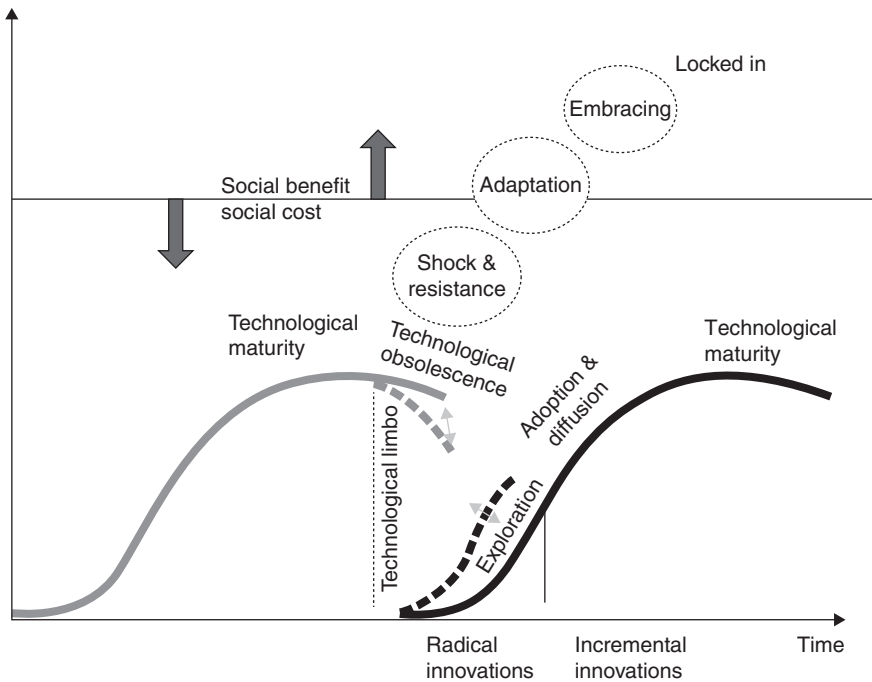 Locked in
Embracing
Adaptation
Social benefit
social cost
Shock &
resistance
Technological
maturity
Technological
obsolescence
Technological limbo
Adoption &
diffusion
Exploration
Technological
maturity
Radical
innovations
Incremental
innovations
Time